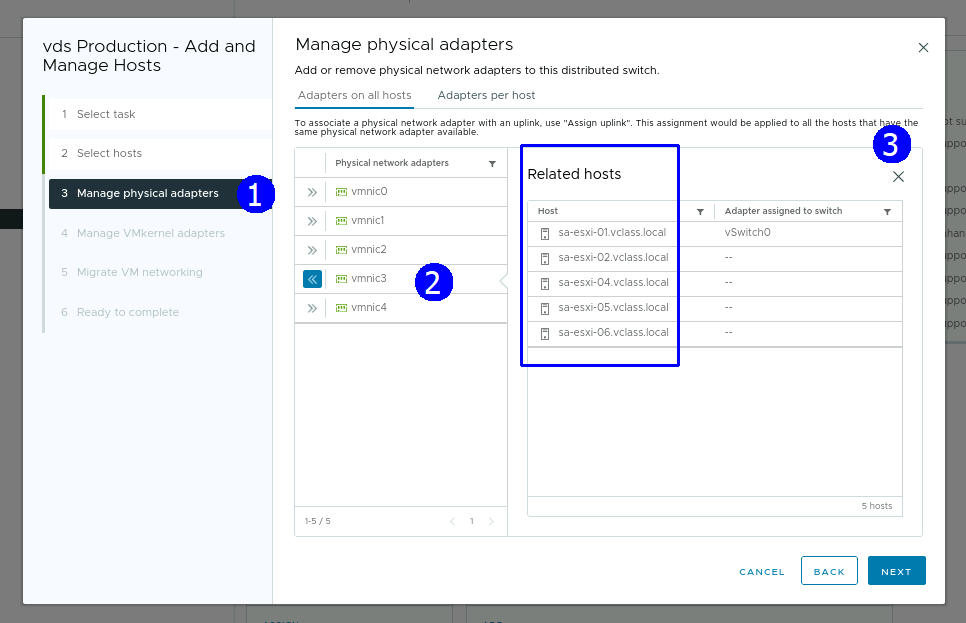 vds Production - Add and
Manage Hosts
1 Select task
2 Select hosts
3 Manage physical adapters
4 Manage VMkernel adapters
5 Migrate VM networking
6 Ready to complete
1
Manage physical adapters
Add or remove physical network adapters to this distributed switch.
Adapters on all hosts
Adapters per host
To associate a physical network adapter with an uplink, use "Assign uplink". This assignment would be applied to all the hosts that have the
same physical network adapter available.
Physical network adapters
vmnic0
vmnic1
vmnic2
vmnic3
vmnic4
2
1-5 / 5
1
3
Related hosts
Host Adapter assigned to switch
sa-esxi-01.vclass.local vSwitch0
sa-esxi-02.vclass.local --
sa-esxi-04.vclass.local --
sa-esxi-05.vclass.local --
sa-esxi-06.vclass.local --
5 hosts
CANCEL
BACK
NEXT